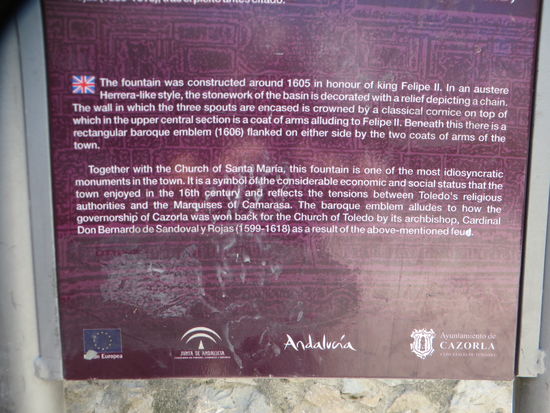 The fountain was constructed around 1605 in honour of king Felipe II. In an austere
Herrera-like style, the stonework of the basin is decorated with a relief depicting a chain.
The wall in which the three spouts are encased is crowned by a classical cornice on top of
which in the upper central section is a coat of arms alluding to Felipe II. Beneath this there is a
rectangular baroque emblem (1606) flanked on either side by the two coats of arms of the
town.
Together with the Church of Santa María, this fountain is one of the most idiosyncratic
monuments in the town. It is a symbol of the considerable economic and social status that the
town enjoyed in the 16th century and reflects the tensions between Toledo's religious
authorities and the Marquises of Camarasa. The baroque emblem alludes to how the
governorship of Cazorla was won back for the Church of Toledo by its archbishop, Cardinal
Don Bernardo de Sandoval y Rojas (1599-1618) as a result of the above-mentioned feud.
Europea
JUNTA DE ANDALUCIA
Andalucía
Ayuntamiento de
CAZORLA